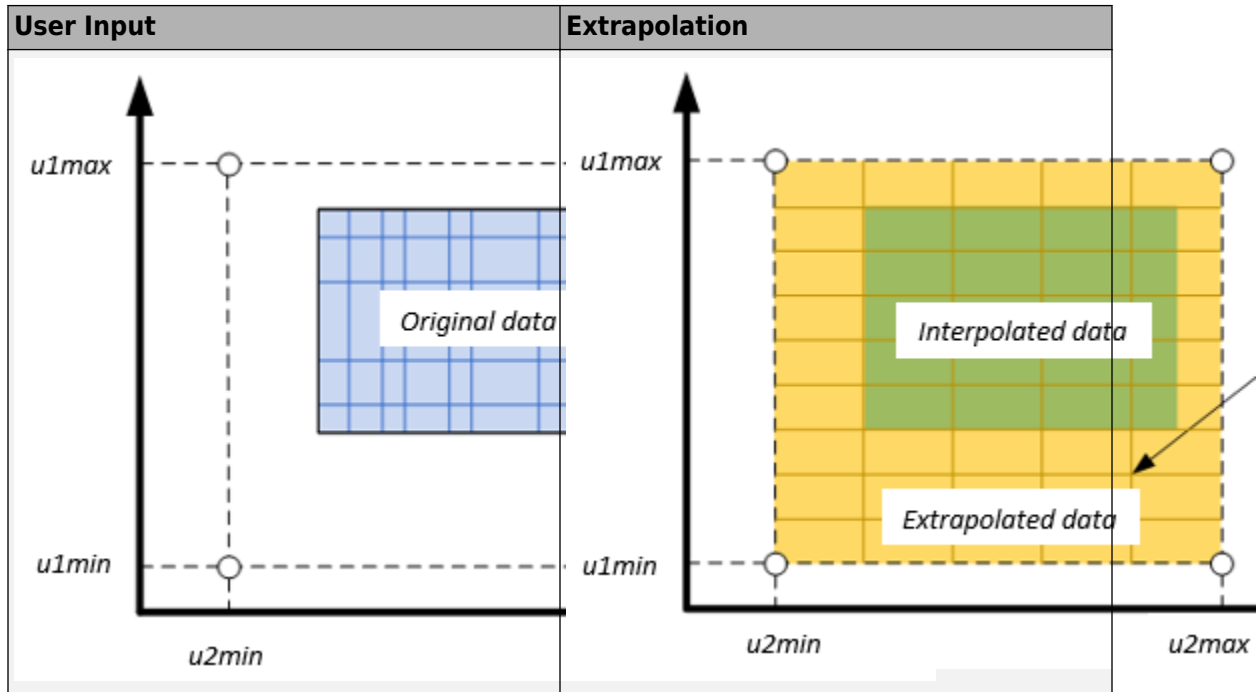 User Input
Extrapolation
u1max
Original data
u1min
u2min
u1max
Interpolated data
Extrapolated data
u1min
u2min
u2max